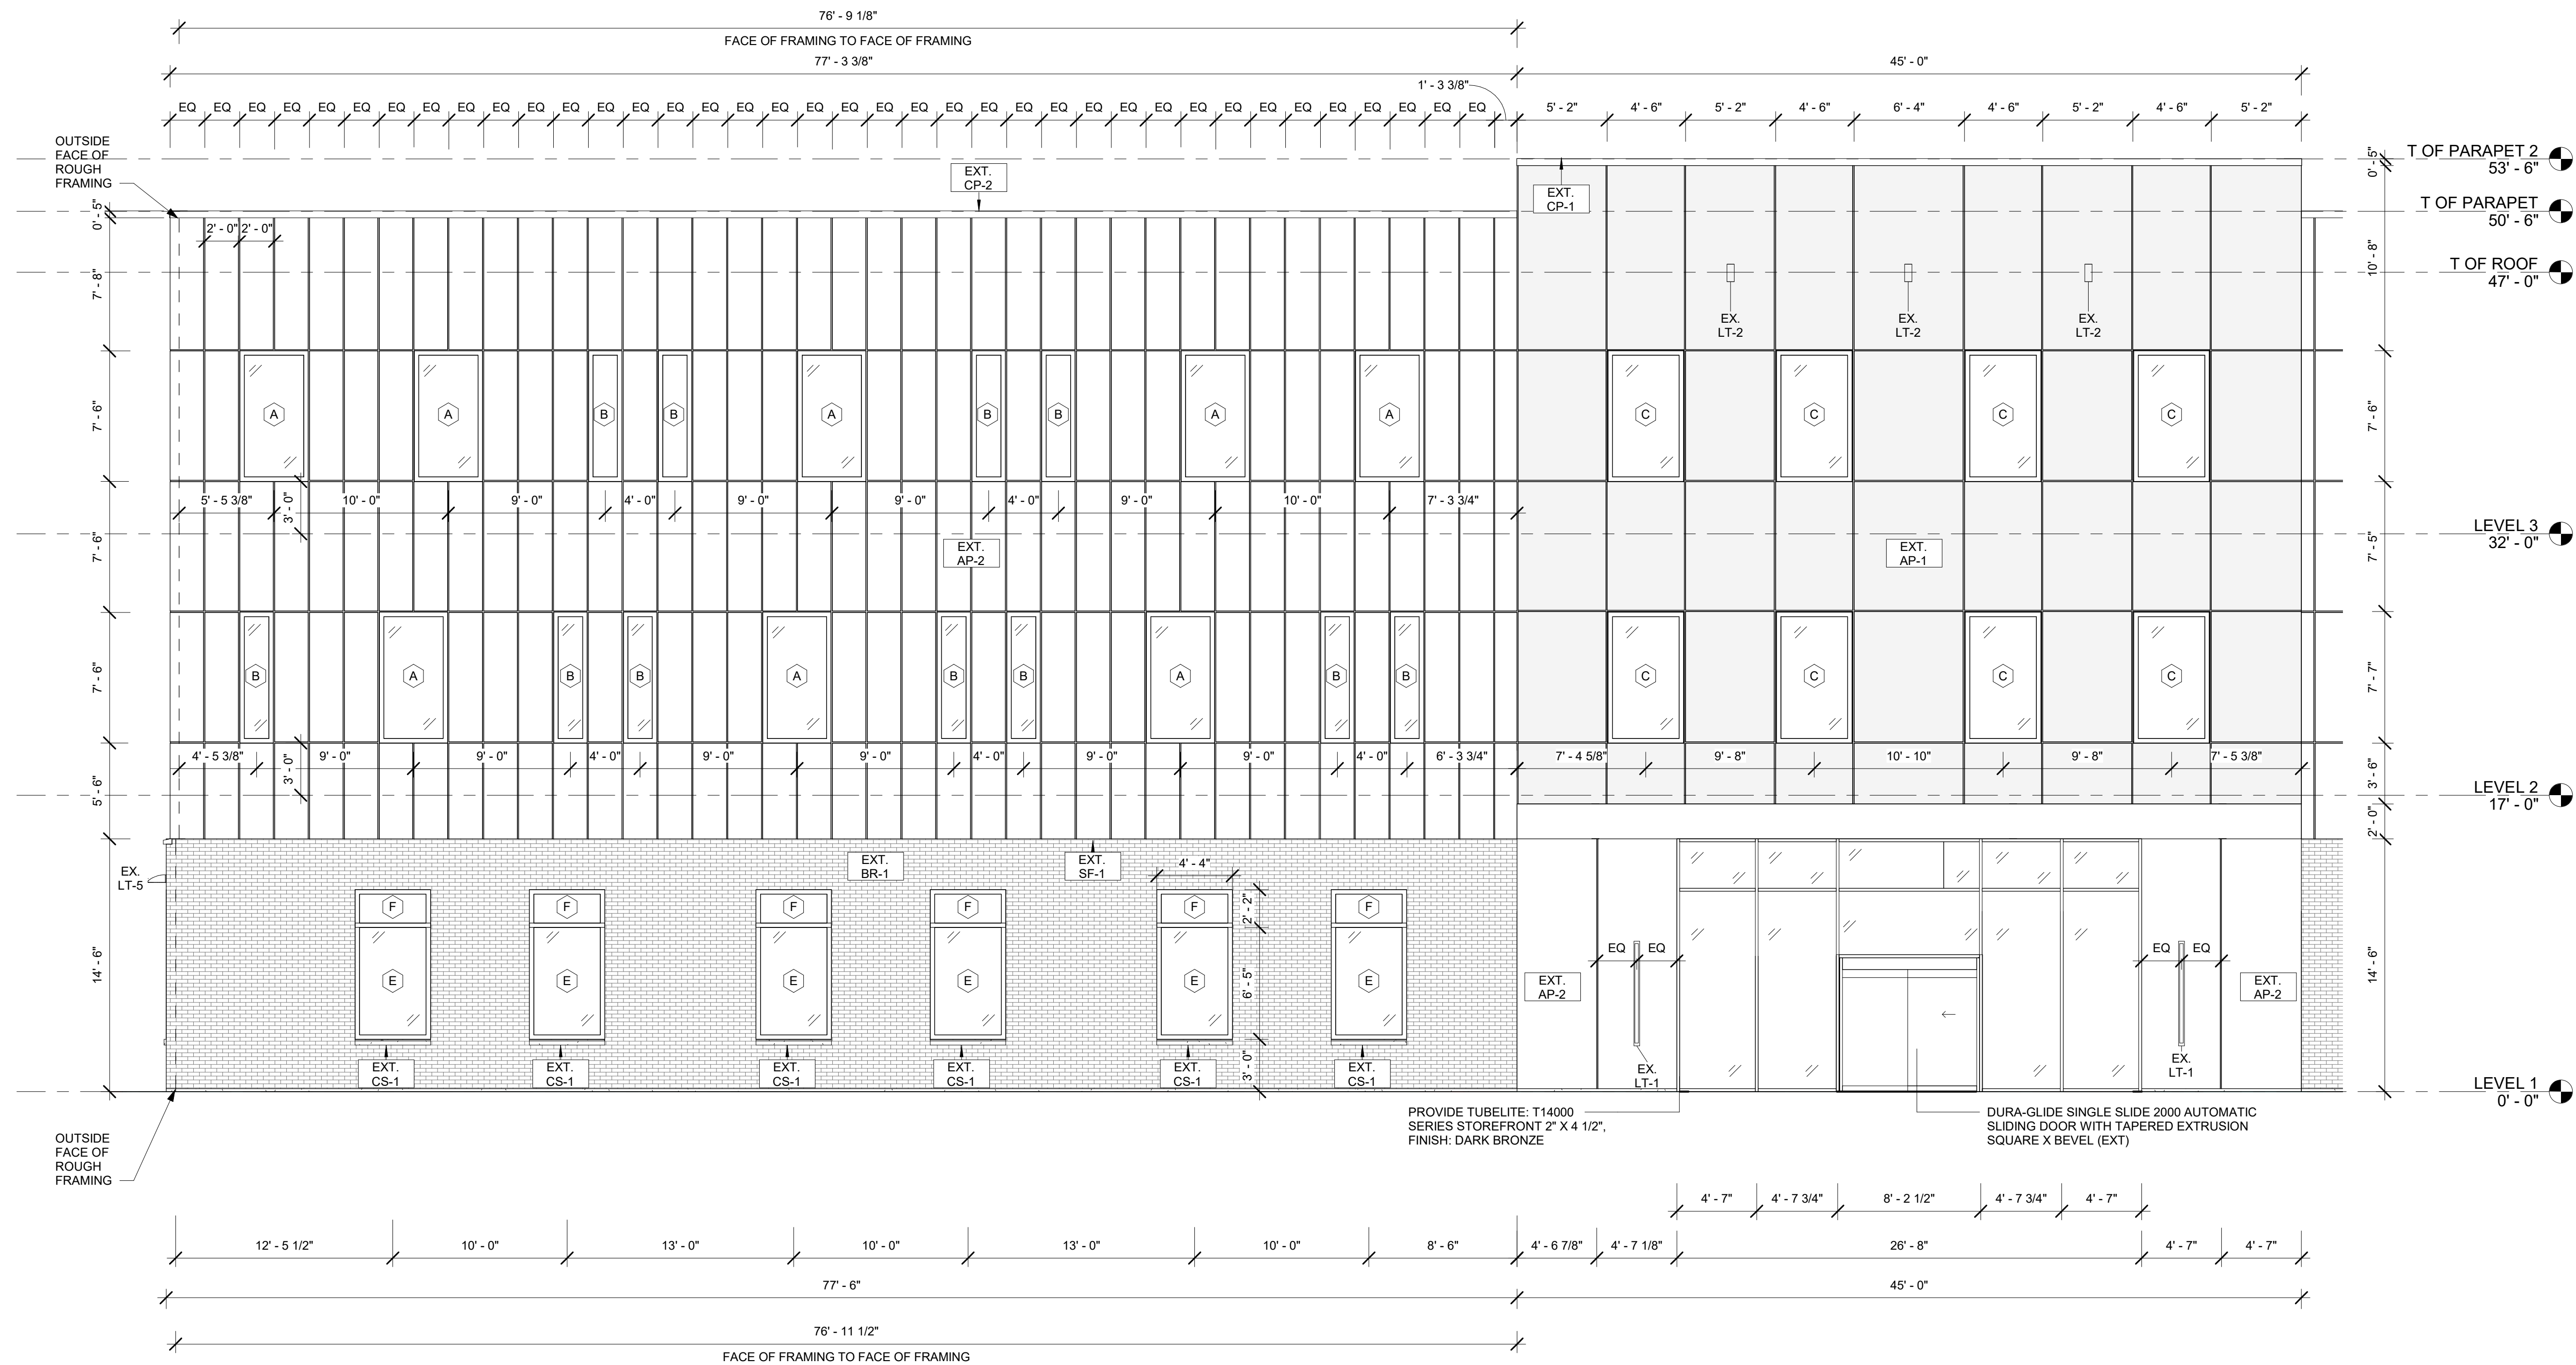 76' - 9 1/8"
FACE OF FRAMING TO FACE OF FRAMING
77' - 3 3/8"
45' - 0"
1' - 3 3/8"
EQ EQ EQ EQ EQ EQ EQ EQ EQ EQ EQ EQ EQ EQ EQ EQ EQ EQ EQ EQ EQ EQ EQ EQ EQ EQ EQ EQ EQ EQ EQ EQ EQ EQ EQ EQ EQ EQ
5' - 2" 4' - 6" 5' - 2" 4' - 6" 6' - 4" 4' - 6" 5' - 2" 4' - 6" 5' - 2"
OUTSIDE
FACE OF
ROUGH
FRAMING
T OF PARAPET 2
53' - 6"
0' - 5"
EXT.
CP-2
EXT.
CP-1
T OF PARAPET
50' - 6"
0' - 5"
2' - 0" 2' - 0"
T OF ROOF
47' - 0"
7' - 8"
10' - 8"
EX.
LT-2
EX.
LT-2
EX.
LT-2
7' - 6"
A A B B A B B A A C C C C
7' - 6"
5' - 5 3/8" 10' - 0" 9' - 0" 4' - 0" 9' - 0" 9' - 0" 4' - 0" 9' - 0" 10' - 0" 7' - 3 3/4"
3' - 0"
LEVEL 3
32' - 0"
7' - 6"
EXT.
AP-2
EXT.
AP-1
7' - 5"
7' - 6"
B A B B A B B A B B C C C C
7' - 7"
4' - 5 3/8" 9' - 0" 9' - 0" 4' - 0" 9' - 0" 9' - 0" 4' - 0" 9' - 0" 9' - 0" 4' - 0" 6' - 3 3/4" 7' - 4 5/8" 9' - 8" 10' - 10" 9' - 8" 7' - 5 3/8"
3' - 0"
5' - 6"
3' - 6"
LEVEL 2
17' - 0"
2' - 0"
EX.
LT-5
EXT.
BR-1
EXT.
SF-1
4' - 4"
F F F F F F
2' - 2"
14' - 6"
E E E E E E
6' - 5"
EQ EQ
EQ EQ
EXT.
AP-2
EXT.
AP-2
14' - 6"
EXT.
CS-1
EXT.
CS-1
EXT.
CS-1
EXT.
CS-1
EXT.
CS-1
3' - 0"
EXT.
CS-1
EX.
LT-1
EX.
LT-1
LEVEL 1
0' - 0"
PROVIDE TUBELITE: T14000
SERIES STOREFRONT 2" X 4 1/2",
FINISH: DARK BRONZE
DURA-GLIDE SINGLE SLIDE 2000 AUTOMATIC
SLIDING DOOR WITH TAPERED EXTRUSION
SQUARE X BEVEL (EXT)
OUTSIDE
FACE OF
ROUGH
FRAMING
4' - 7" 4' - 7 3/4" 8' - 2 1/2" 4' - 7 3/4" 4' - 7"
12' - 5 1/2" 10' - 0" 13' - 0" 10' - 0" 13' - 0" 10' - 0" 8' - 6" 4' - 6 7/8" 4' - 7 1/8" 26' - 8" 4' - 7" 4' - 7"
77' - 6"
45' - 0"
76' - 11 1/2"
FACE OF FRAMING TO FACE OF FRAMING